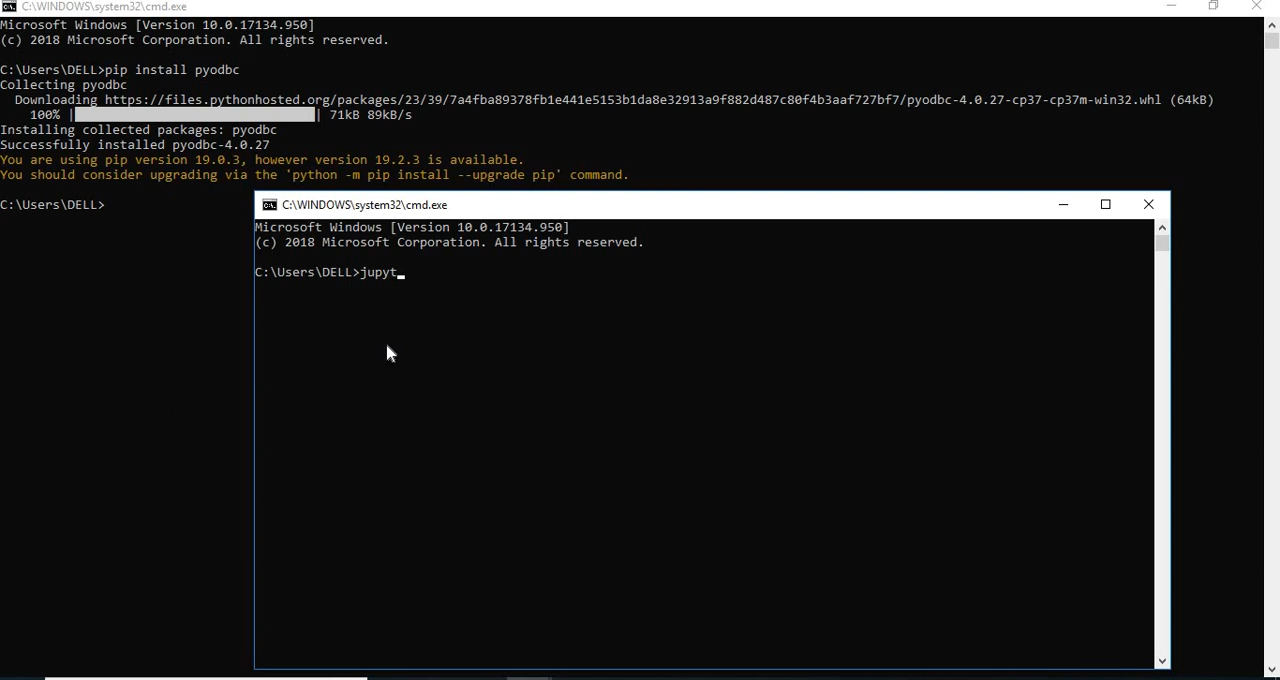 C:\WINDOWS\system32\cmd.exe
Microsoft Windows [Version 10.0.17134.950]
(c) 2018 Microsoft Corporation. All rights reserved.
C:\Users\DELL>pip install pyodbc
Collecting pyodbc
Downloading https://files.pythonhosted.org/packages/23/39/7a4fba89378fb1e441e5153b1da8e32913a9f882d487c80f4b3aaf727bf7/pyodbc-4.0.27-cp37-cp37m-win32.whl (64kB)
100% |████████████████████████████████| 71kB 89kB/s
Installing collected packages: pyodbc
Successfully installed pyodbc-4.0.27
You are using pip version 19.0.3, however version 19.2.3 is available.
You should consider upgrading via the 'python -m pip install --upgrade pip' command.
C:\Users\DELL>
C:\WINDOWS\system32\cmd.exe
Microsoft Windows [Version 10.0.17134.950]
(c) 2018 Microsoft Corporation. All rights reserved.
C:\Users\DELL>jupyt_